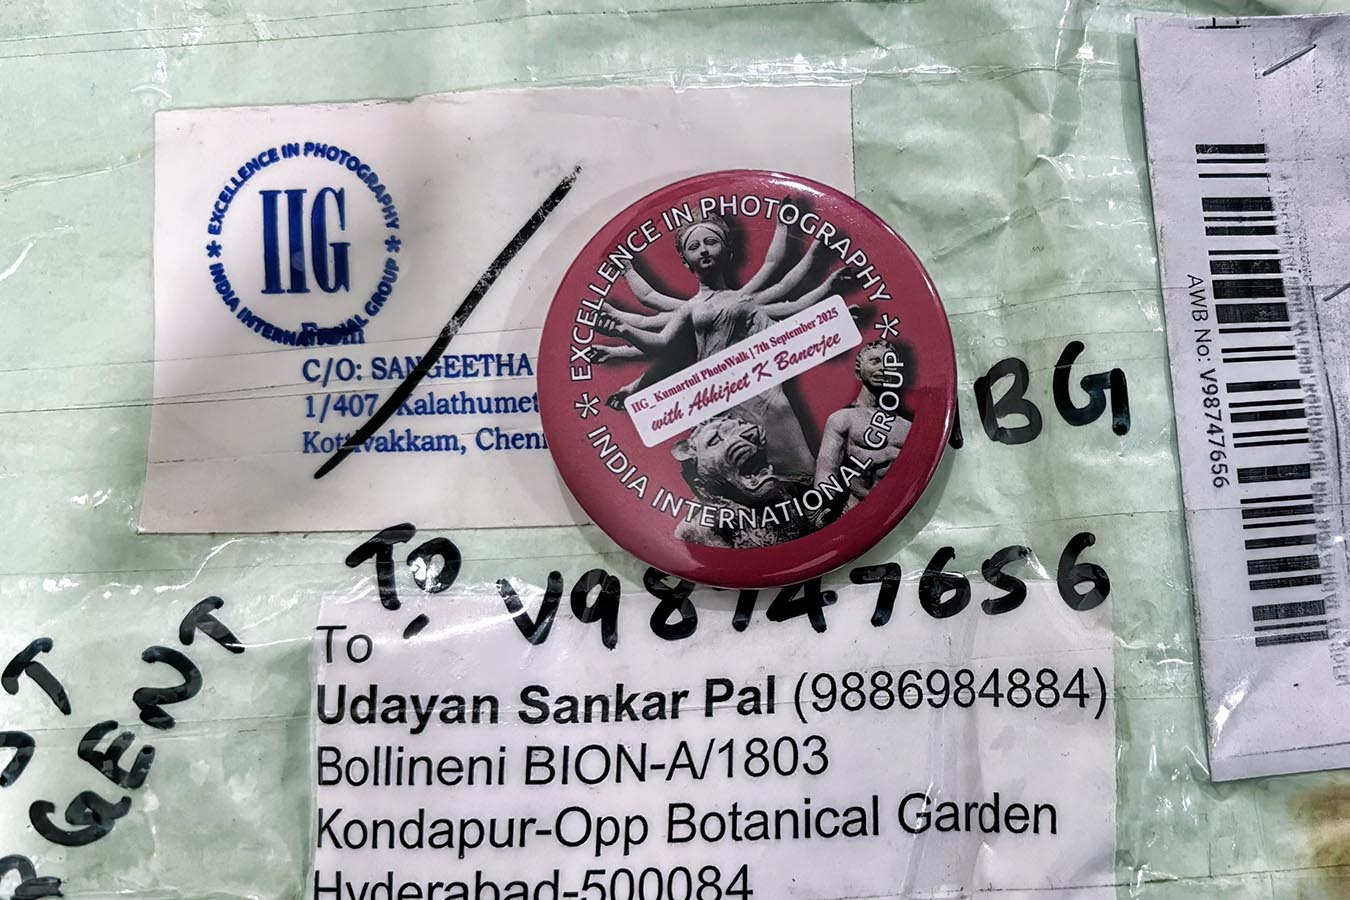 EXCELLENCE IN PHOTOGRAPHY
IIG
INDIA INTERNATIONAL GROUP
From
C/O: SANGEETHA
1/407, Kalathumet
Kottivakkam, Chenn
EXCELLENCE IN PHOTOGRAPHY
IIG_Kumartuli PhotoWalk | 7th September 2025
with Abhijeet K Banerjee
INDIA INTERNATIONAL GROUP
BG
AWB No: V98747656
To
V98747656
To
Udayan Sankar Pal (9886984884)
Bollineni BION-A/1803
Kondapur-Opp Botanical Garden
Hyderabad-500084